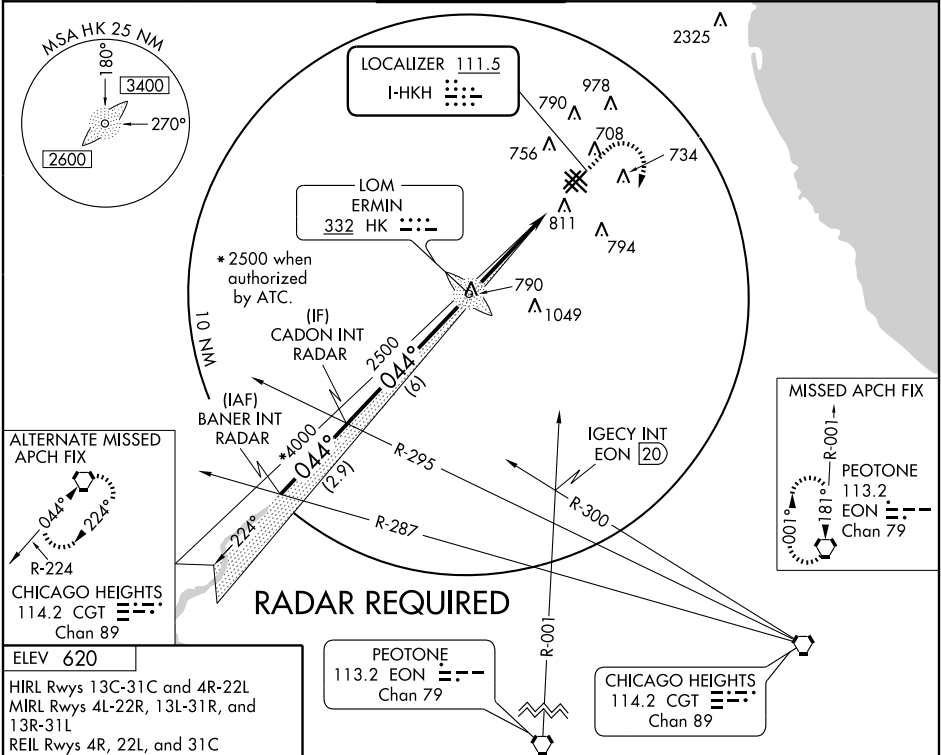 MSA HK 25 NM
180°
3400
270°
2600
LOCALIZER 111.5
I-HKH
2325
978
790
708
756
734
811
794
LOM
ERMIN
332 HK
790
1049
* 2500 when
authorized
by ATC.
10 NM
(IF)
CADON INT
RADAR
2500
044°
(6)
(IAF)
BANER INT
RADAR
*4000
044°
(2.9)
224°
R-295
R-287
R-300
IGECY INT
EON 20
R-001
RADAR REQUIRED
ALTERNATE MISSED
APCH FIX
044°
224°
R-224
CHICAGO HEIGHTS
114.2 CGT
Chan 89
MISSED APCH FIX
R-001
PEOTONE
113.2
EON
Chan 79
001°
181°
PEOTONE
113.2 EON
Chan 79
CHICAGO HEIGHTS
114.2 CGT
Chan 89
ELEV 620
HIRL Rwys 13C-31C and 4R-22L
MIRL Rwys 4L-22R, 13L-31R, and
13R-31L
REIL Rwys 4R, 22L, and 31C